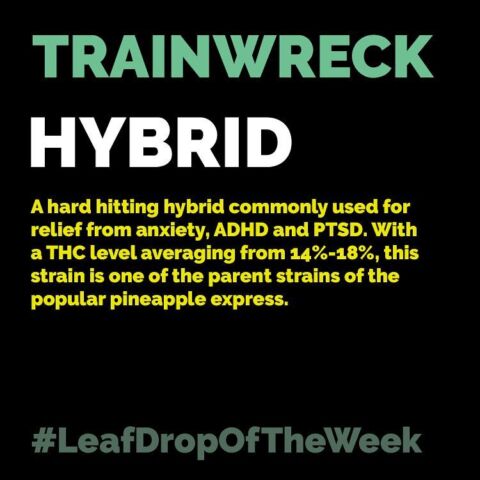 TRAINWRECK
HYBRID
A hard hitting hybrid commonly used for
relief from anxiety, ADHD and PTSD. With
a THC level averaging from 14%-18%, this
strain is one of the parent strains of the
popular pineapple express.
#LeafDropOfTheWeek